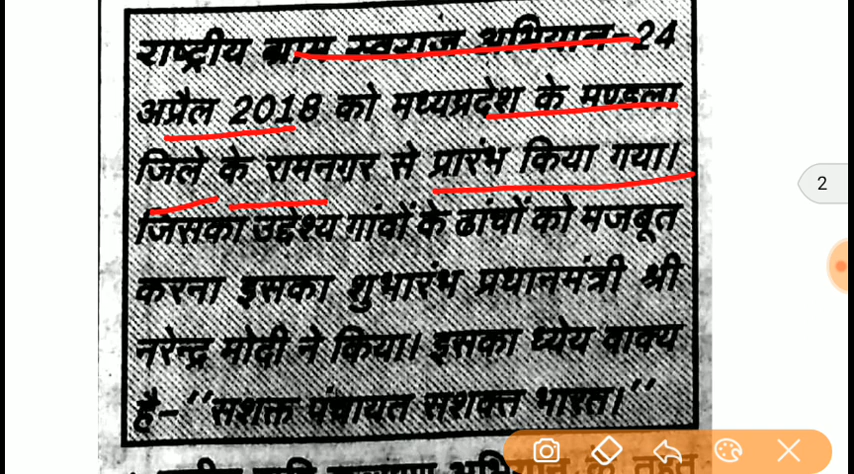 राष्ट्रीय ग्राम स्वराज अभियान-24
अप्रैल 2018 को मध्यप्रदेश के मण्डला
जिले के रामनगर से प्रारंभ किया गया।
जिसका उद्देश्य गांवों के ढांचों को मजबूत
करना इसका शुभारंभ प्रधानमंत्री श्री
नरेन्द्र मोदी ने किया। इसका ध्येय वाक्य
है-‘‘सशक्त पंचायत सशक्त भारत।’’
2